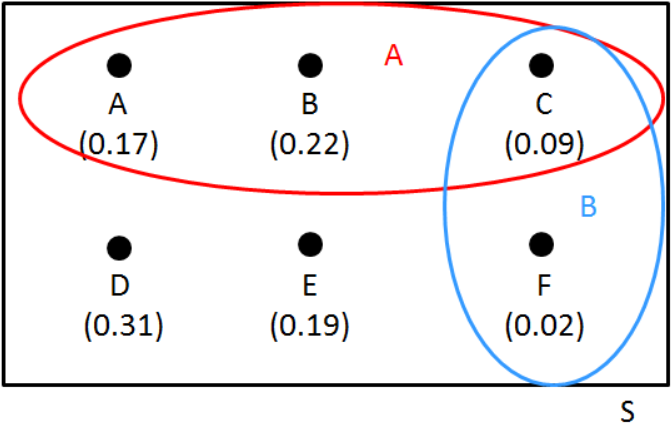 A
A B C
(0.17) (0.22) (0.09)
B
D E F
(0.31) (0.19) (0.02)
S